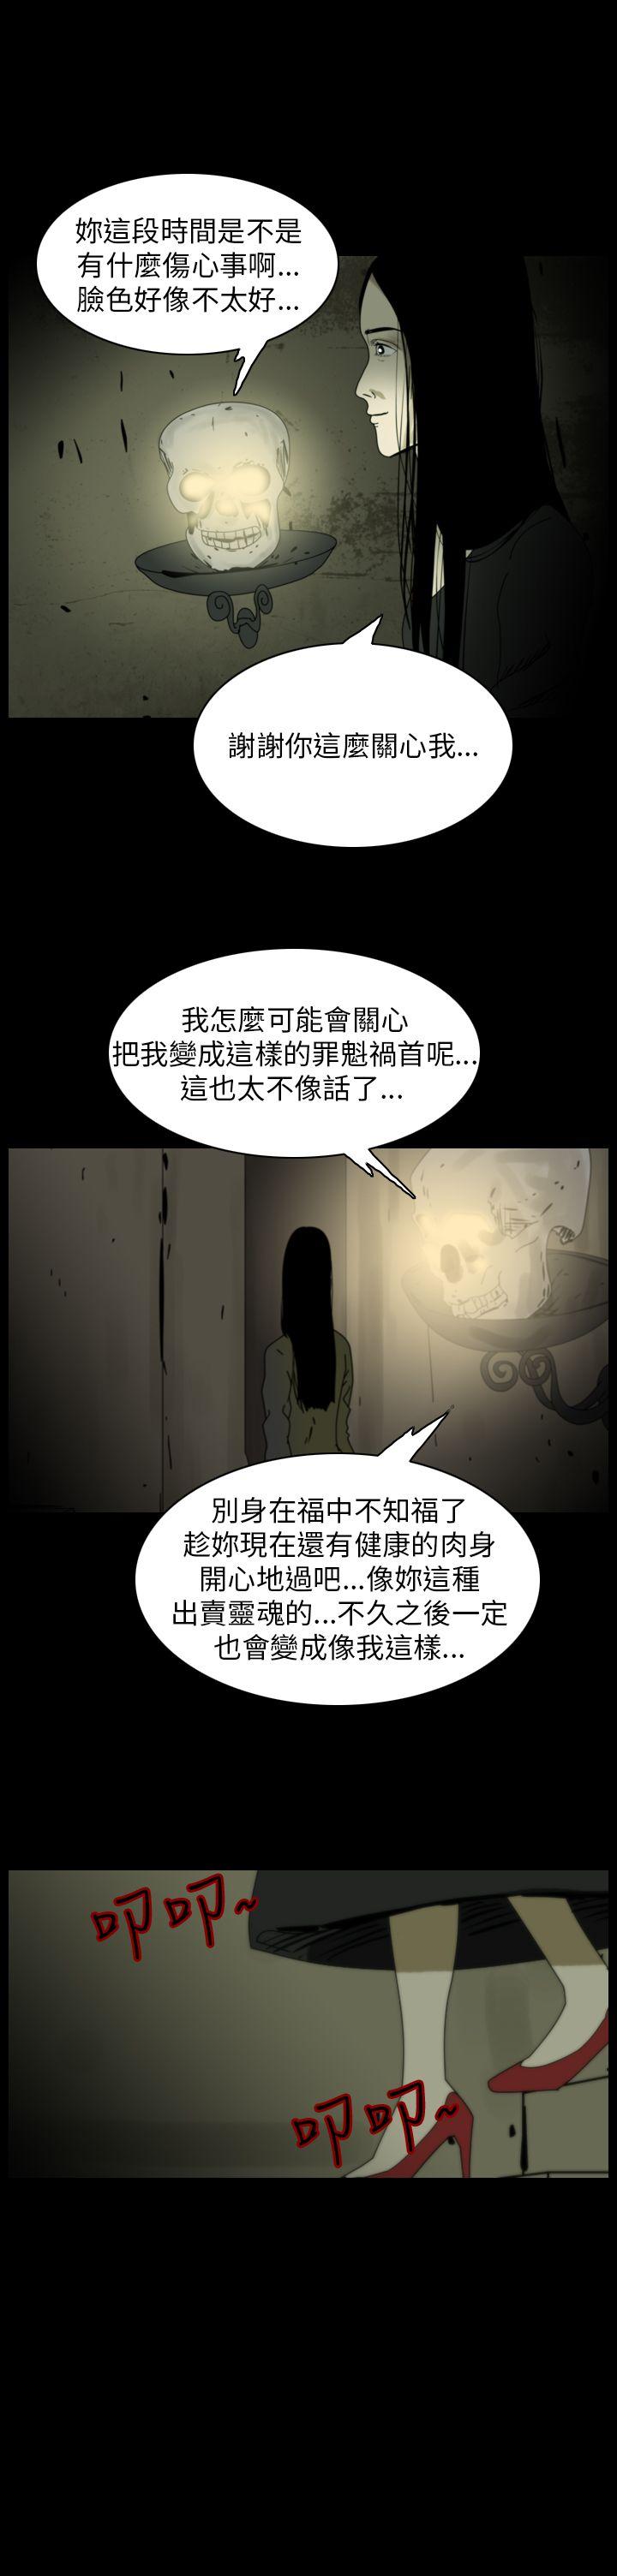 妳這段時間是不是
有什麼傷心事啊...
臉色好像不太好...
謝謝你這麼關心我...
我怎麼可能會關心
把我變成這樣的罪魁禍首呢...
這也太不像話了...
別身在福中不知福了
趁妳現在還有健康的肉身
開心地過吧...像妳這種
出賣靈魂的...不久之後一定
也會變成像我這樣...
叩叩~
叩叩~